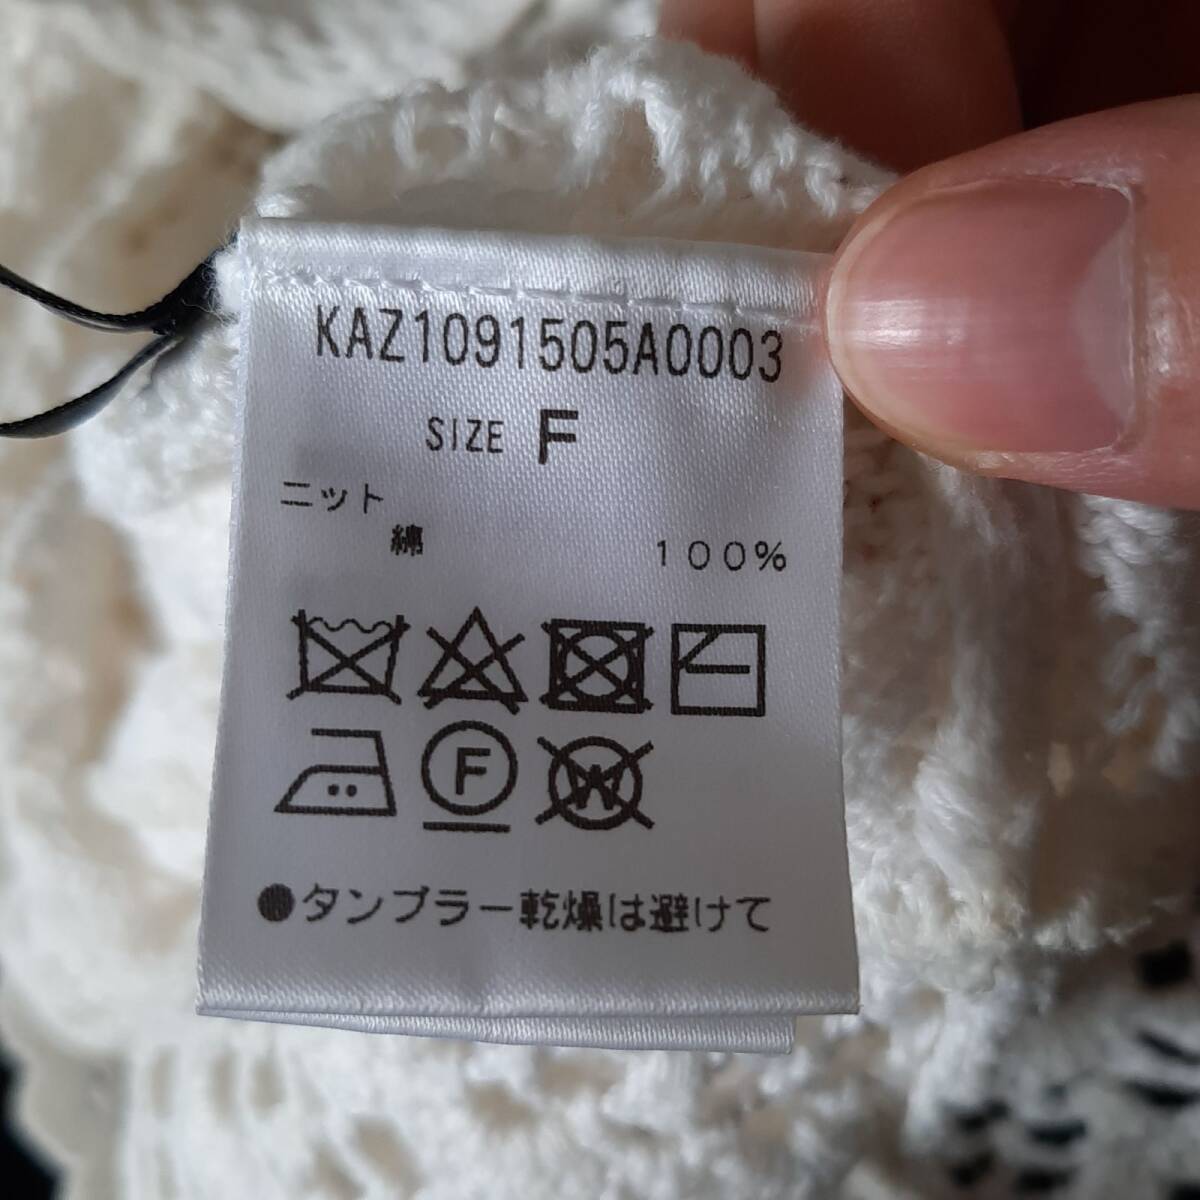 KAZ1091505A0003
SIZE F
ニット
綿 100%
F W
●タンブラー乾燥は避けて